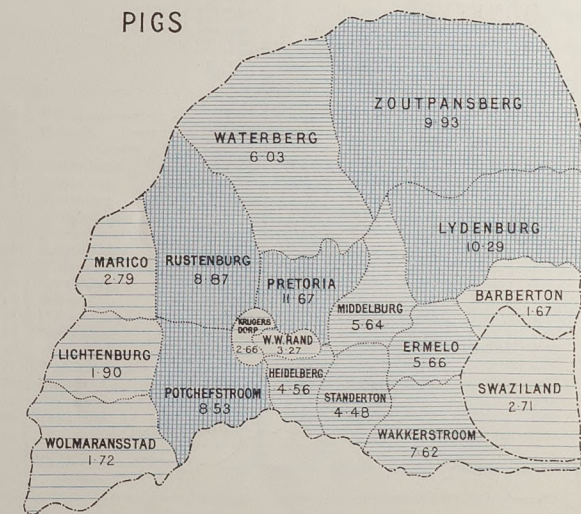 PIGS
ZOUTPANSBERG
9·93
WATERBERG
6·03
LYDENBURG
10·29
MARICO
2·79
RUSTENBURG
8·87
PRETORIA
11·67
BARBERTON
1·67
MIDDELBURG
5·64
KRUGERS
DORP
2·66
W.W.RAND
3·27
ERMELO
5·66
LICHTENBURG
1·90
HEIDELBERG
4·56
SWAZILAND
2·71
POTCHEFSTROOM
8·53
STANDERTON
4·48
WAKKERSTROOM
7·62
WOLMARANSSTAD
1·72